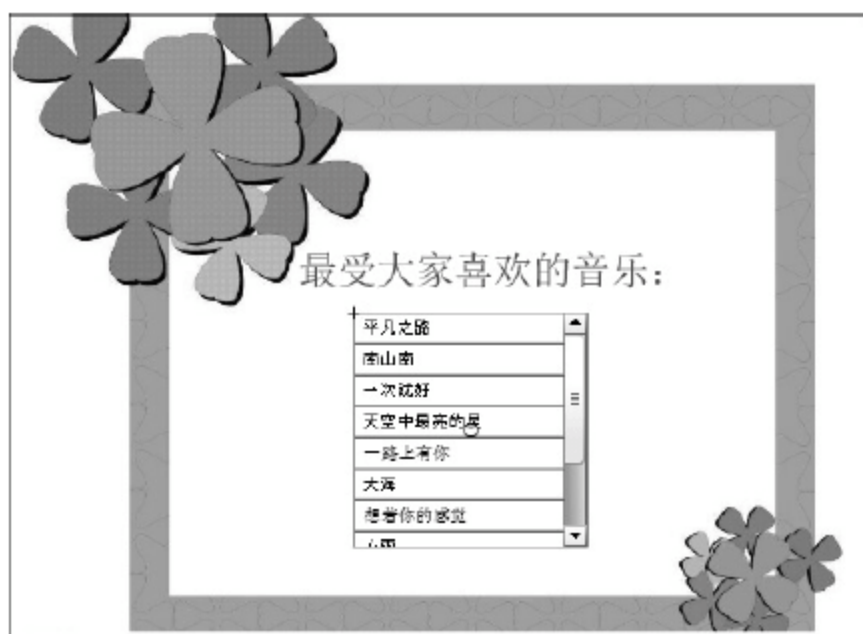 最受大家喜欢的音乐：
平凡之路
南山南
一次就好
天空中最亮的星
一路上有你
大海
想着你的感觉